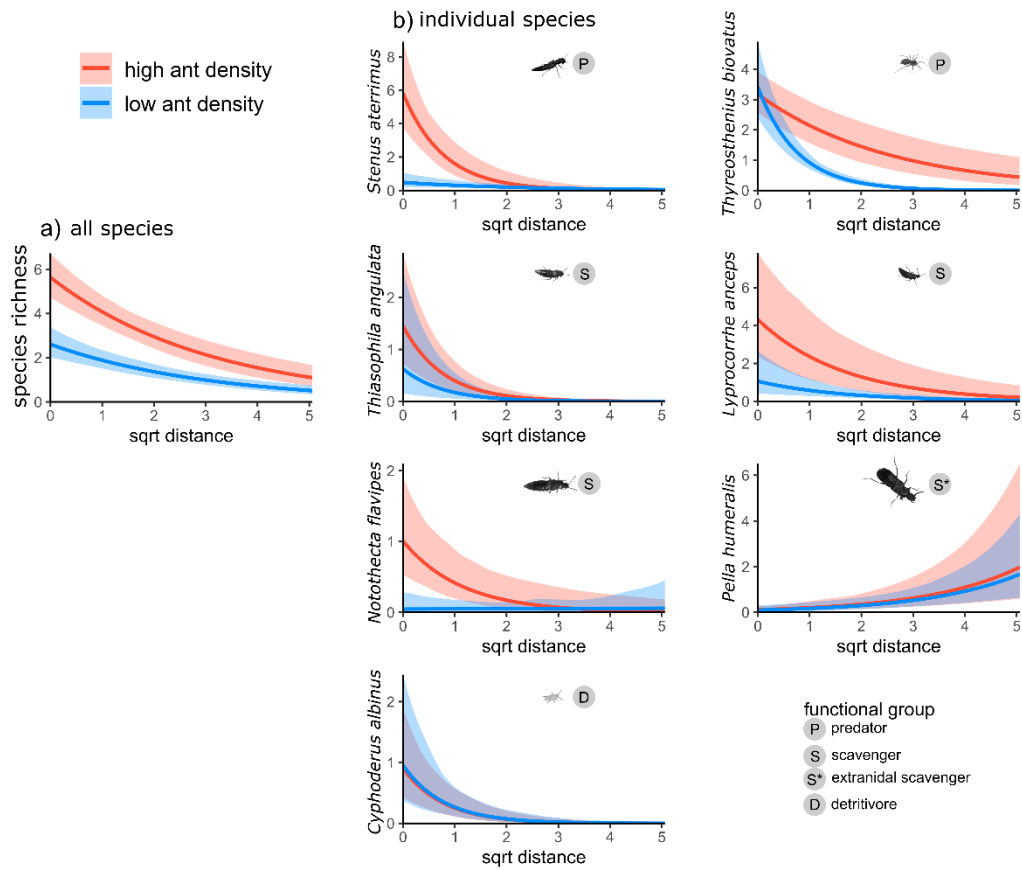 high ant density
low ant density
a) all species
species richness
6
4
2
0
0 1 2 3 4 5
sqrt distance
b) individual species
Stenus aterrimus
8
6
4
2
0
0 1 2 3 4 5
sqrt distance
P
Thyreosthenius biovatus
4
3
2
1
0
0 1 2 3 4 5
sqrt distance
P
Thiasophila angulata
2
1
0
0 1 2 3 4 5
sqrt distance
S
Lyprocorrhe anceps
6
4
2
0
0 1 2 3 4 5
sqrt distance
S
Notothecta flavipes
2
1
0
0 1 2 3 4 5
sqrt distance
S
Pella humeralis
6
4
2
0
0 1 2 3 4 5
sqrt distance
S*
Cyphoderus albinus
2
1
0
0 1 2 3 4 5
sqrt distance
D
functional group
P predator
S scavenger
S* extranidal scavenger
D detritivore